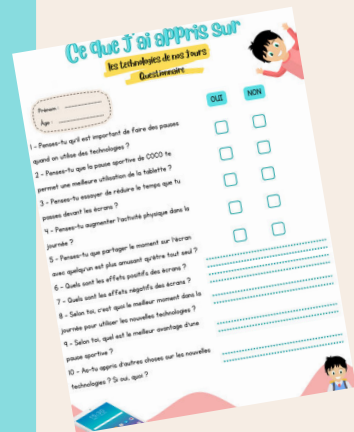 Ce que j'ai appris sur
les technologies de nos jours
Questionnaire
Prénom :
Âge :
OUI NON
1 - Penses-tu qu'il est important de faire des pauses
quand on utilise des technologies ?
2 - Penses-tu que la pause sportive de COCO te
permet une meilleure utilisation de la tablette ?
3 - Penses-tu essayer de réduire le temps que tu
passes devant les écrans ?
4 - Penses-tu augmenter l'activité physique dans la
journée ?
5 - Penses-tu que partager le moment sur l'écran
avec quelqu'un est plus amusant qu'être tout seul ?
6 - Quels sont les effets positifs des écrans ?
7 - Quels sont les effets négatifs des écrans ?
8 - Selon toi, c'est quoi le meilleur moment dans la
journée pour utiliser les nouvelles technologies ?
9 - Selon toi, quel est le meilleur avantage d'une
pause sportive ?
10 - As-tu appris d'autres choses sur les nouvelles
technologies ? Si oui, quoi ?